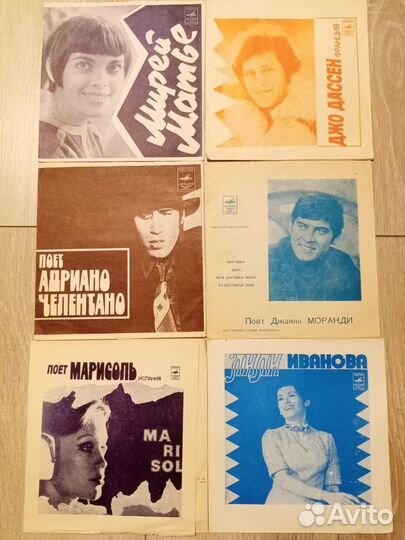 Мирей
Матье
ДЖО ДАССЕН
ФРАНЦИЯ
ПОЕТ
АДРИАНО
ЧЕЛЕНТАНО
Поет Джанни МОРАНДИ
ПОЕТ МАРИСОЛЬ
ИСПАНИЯ
MA
RI
SOL
ЛИЛИ ИВАНОВА
Avito